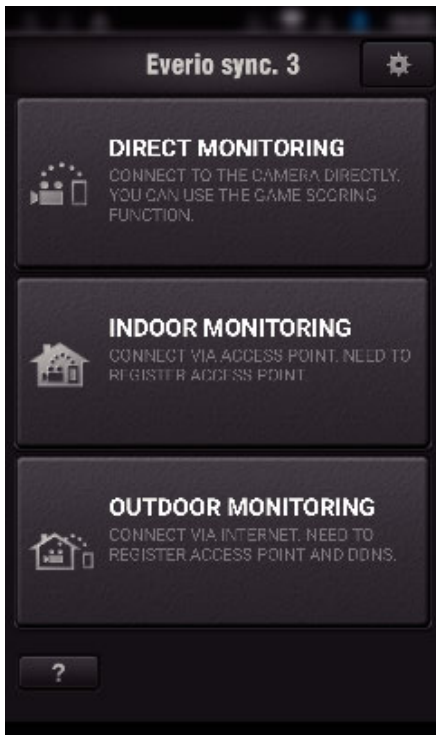 Everio sync. 3
DIRECT MONITORING
CONNECT TO THE CAMERA DIRECTLY.
YOU CAN USE THE GAME SCORING
FUNCTION.
INDOOR MONITORING
CONNECT VIA ACCESS POINT. NEED TO
REGISTER ACCESS POINT.
OUTDOOR MONITORING
CONNECT VIA INTERNET. NEED TO
REGISTER ACCESS POINT AND DDNS.
?